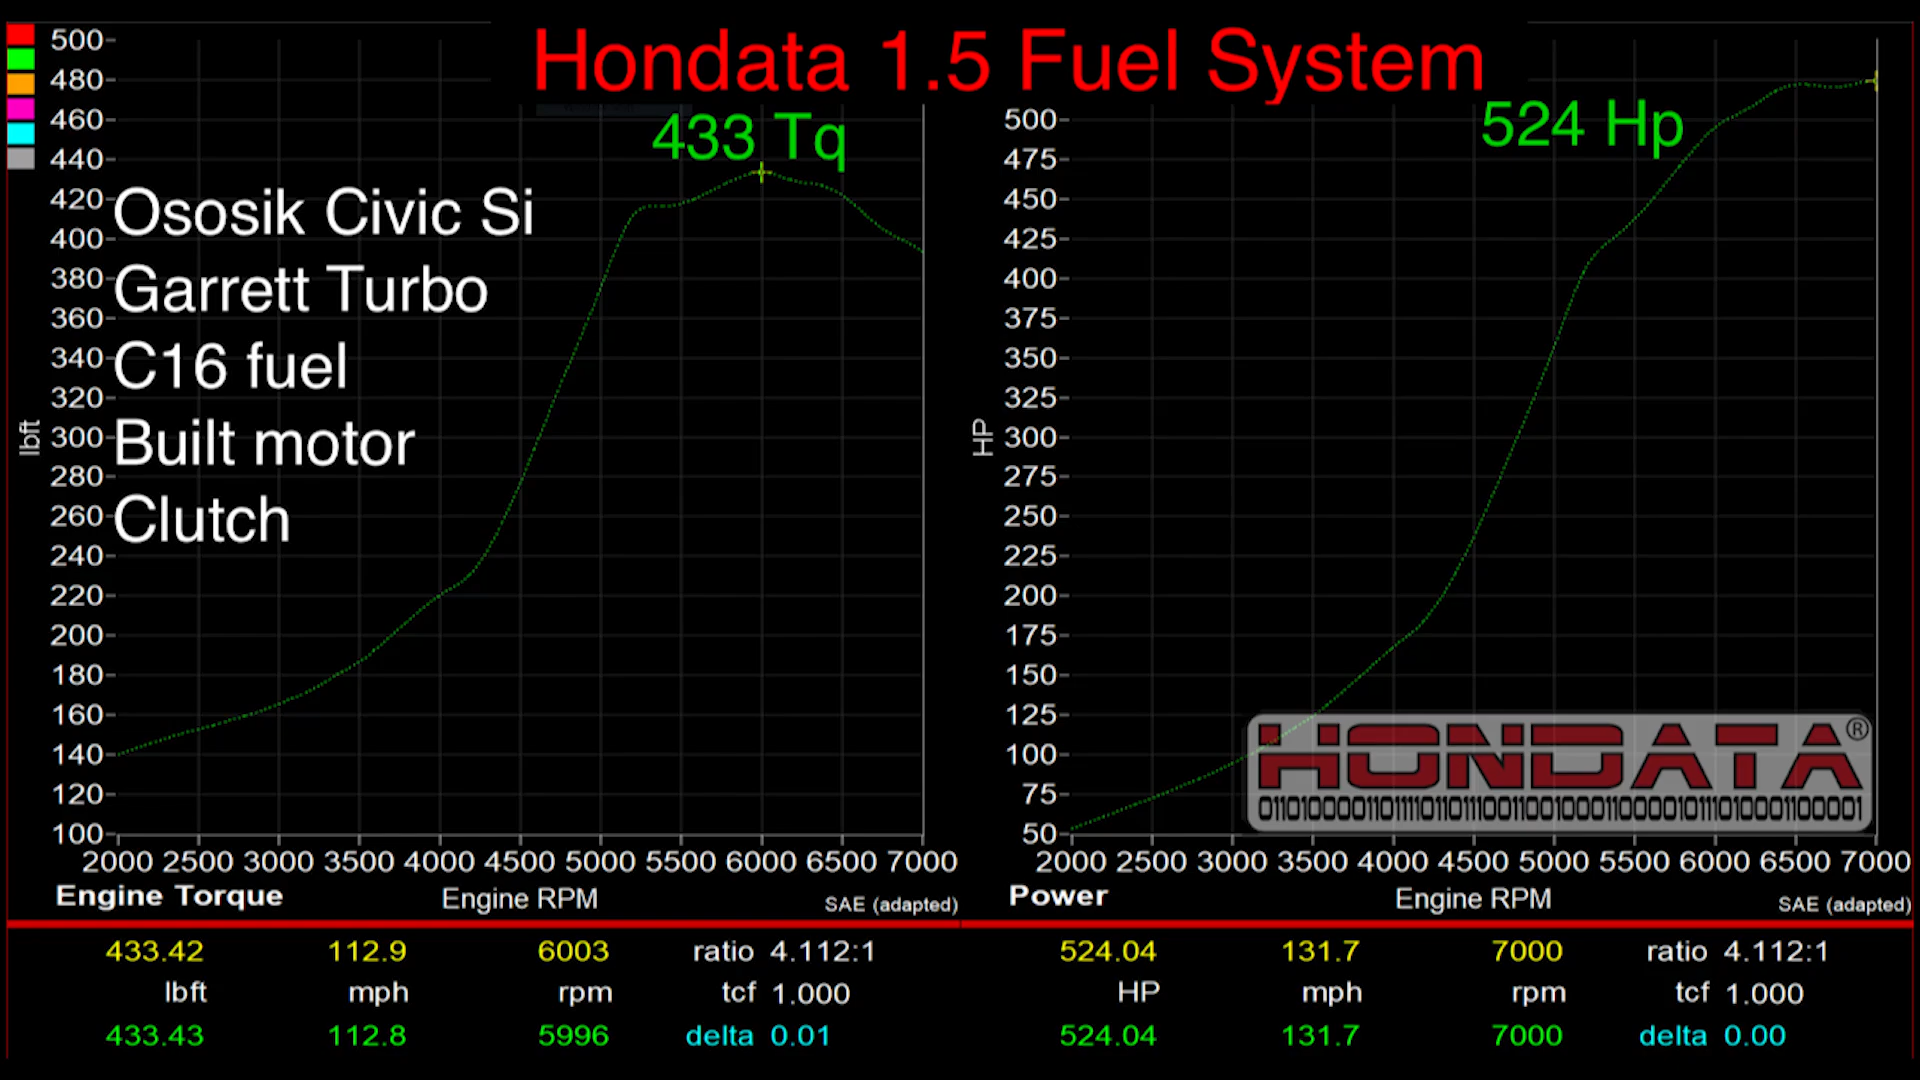 Hondata 1.5 Fuel System
500
480
460
440
420
400
380
360
340
320
300
280
260
240
220
200
180
160
140
120
100
lbft
433 Tq
Ososik Civic Si
Garrett Turbo
C16 fuel
Built motor
Clutch
2000 2500 3000 3500 4000 4500 5000 5500 6000 6500 7000
Engine Torque Engine RPM SAE (adapted)
524 Hp
500
475
450
425
400
375
350
325
300
275
250
225
200
175
150
125
100
75
50
HP
HONDATA®
2000 2500 3000 3500 4000 4500 5000 5500 6000 6500 7000
Power Engine RPM SAE (adapted)
433.42 112.9 6003 ratio 4.112:1
lbft mph rpm tcf 1.000
433.43 112.8 5996 delta 0.01
524.04 131.7 7000 ratio 4.112:1
HP mph rpm tcf 1.000
524.04 131.7 7000 delta 0.00